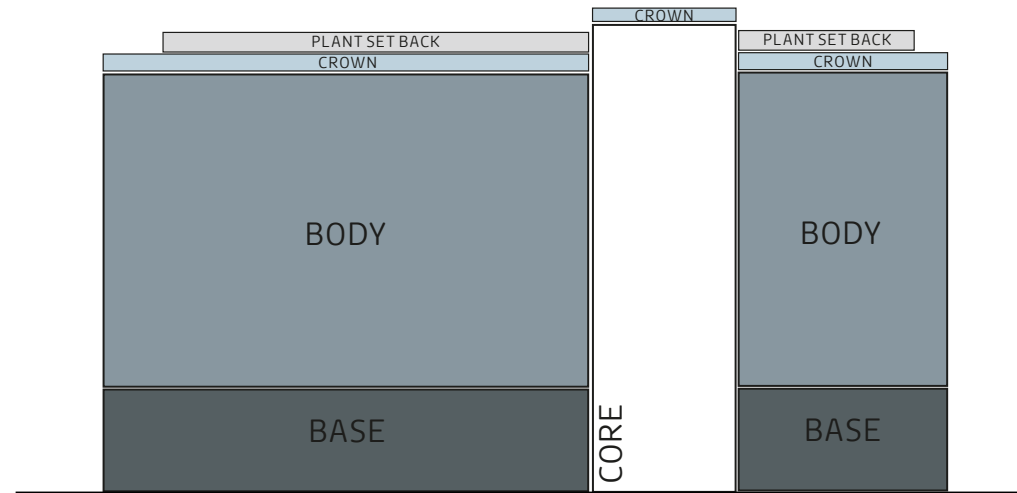 CROWN
PLANT SET BACK
PLANT SET BACK
CROWN
CROWN
BODY
BODY
BASE
CORE
BASE